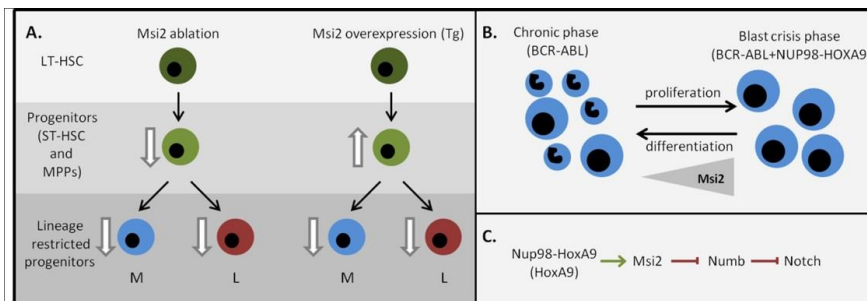 A.
Msi2 ablation
Msi2 overexpression (Tg)
LT-HSC
Progenitors
(ST-HSC
and
MPPs)
Lineage
restricted
progenitors
M
L
M
L
B.
Chronic phase
(BCR-ABL)
Blast crisis phase
(BCR-ABL+NUP98-HOXA9
proliferation
differentiation
Msi2
C.
Nup98-HoxA9
(HoxA9)
Msi2
Numb
Notch